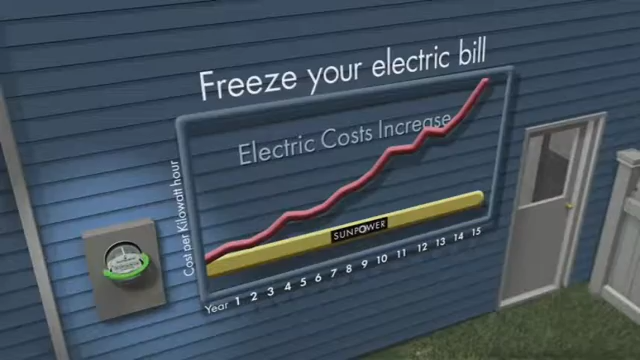 Freeze your electric bill
Electric Costs Increase
Cost per Kilowatt hour
SUNPOWER
Year 1 2 3 4 5 6 7 8 9 10 11 12 13 14 15